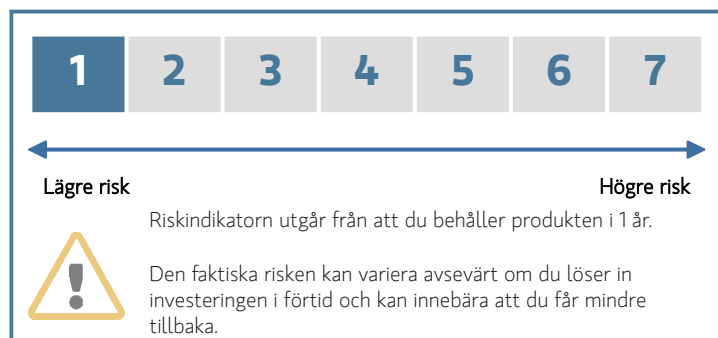 1 2 3 4 5 6 7
Lägre risk Högre risk
Riskindikatorn utgår från att du behåller produkten i 1 år.
Den faktiska risken kan variera avsevärt om du löser in
investeringen i förtid och kan innebära att du får mindre
tillbaka.